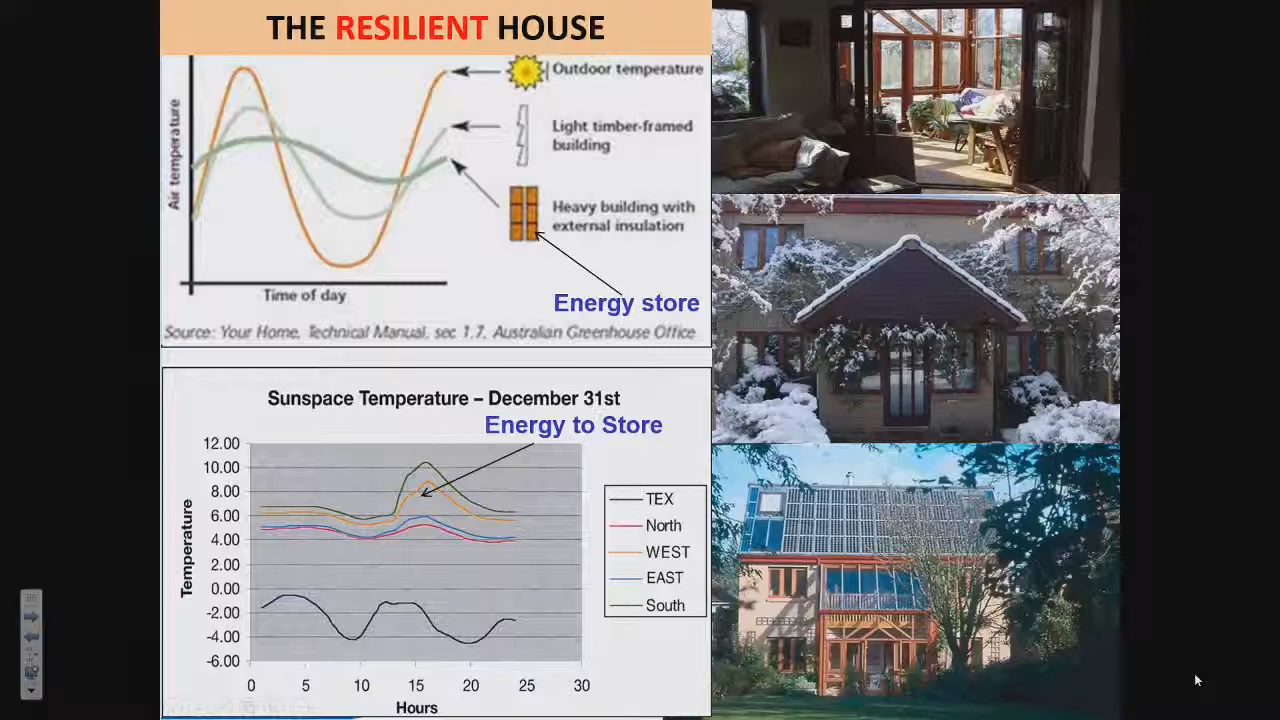 THE RESILIENT HOUSE
Air temperature
Outdoor temperature
Light timber-framed
building
Heavy building with
external insulation
Time of day
Energy store
Source: Your Home, Technical Manual, sec 1.7, Australian Greenhouse Office
Sunspace Temperature – December 31st
Energy to Store
Temperature
12.00
10.00
8.00
6.00
4.00
2.00
0.00
-2.00
-4.00
-6.00
0 5 10 15 20 25 30
Hours
TEX
North
WEST
EAST
South